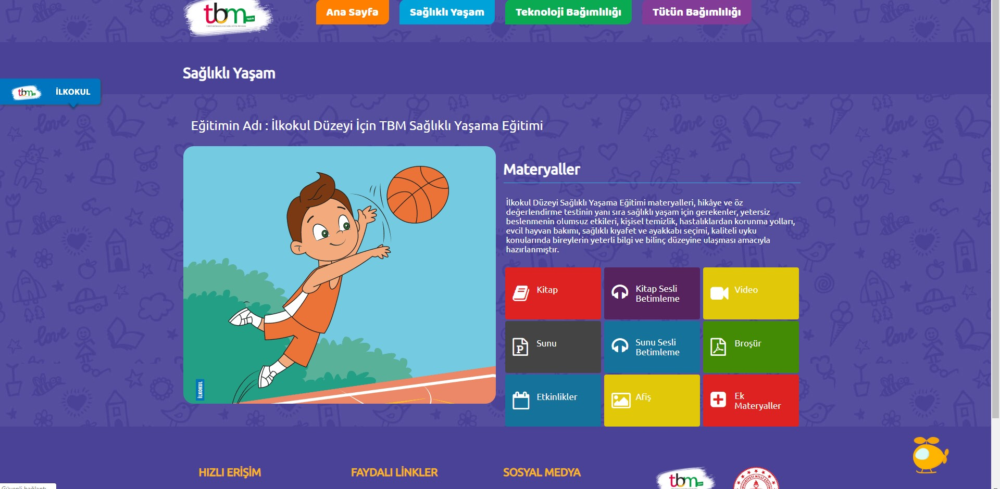 tbm
Ana Sayfa
Sağlıklı Yaşam
Teknoloji Bağımlılığı
Tütün Bağımlılığı
Sağlıklı Yaşam
tbm
İLKOKUL
Eğitimin Adı : İlkokul Düzeyi İçin TBM Sağlıklı Yaşama Eğitimi
İLKOKUL
Materyaller
İlkokul Düzeyi Sağlıklı Yaşama Eğitimi materyalleri, hikâye ve öz
değerlendirme testinin yanı sıra sağlıklı yaşam için gerekenler, yetersiz
beslenmenin olumsuz etkileri, kişisel temizlik, hastalıklardan korunma yolları,
evcil hayvan bakımı, sağlıklı kıyafet ve ayakkabı seçimi, kaliteli uyku
konularında bireylerin yeterli bilgi ve bilinç düzeyine ulaşması amacıyla
hazırlanmıştır.
Kitap
Kitap Sesli
Betimleme
Video
Sunu
Sunu Sesli
Betimleme
Broşür
Etkinlikler
Afiş
Ek
Materyaller
HIZLI ERİŞİM
FAYDALI LİNKLER
SOSYAL MEDYA
tbm
Güvenli bağlantı